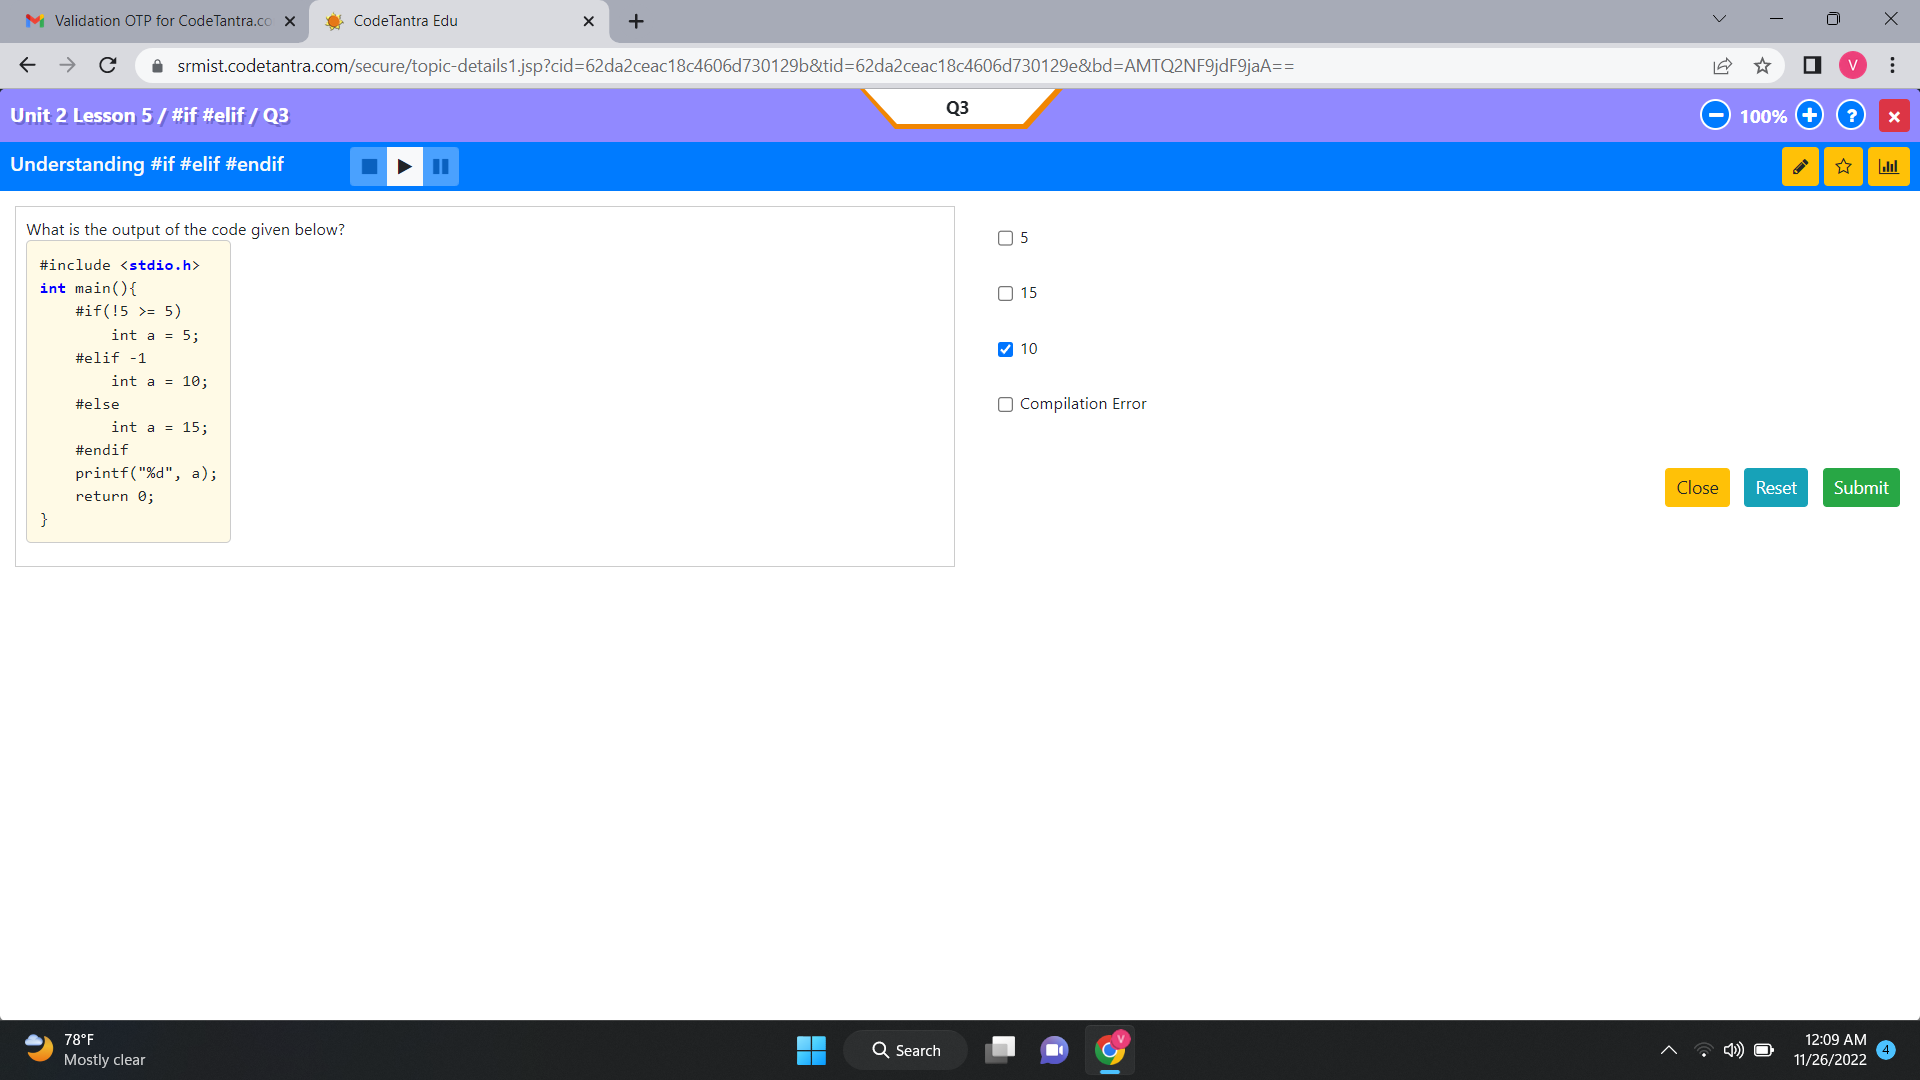 Validation OTP for CodeTantra.co
CodeTantra Edu
srmist.codetantra.com/secure/topic-details1.jsp?cid=62da2ceac18c4606d730129b&tid=62da2ceac18c4606d730129e&bd=AMTQ2NF9jdF9jaA==
V
Unit 2 Lesson 5 / #if #elif / Q3
Q3
100%
?
Understanding #if #elif #endif
What is the output of the code given below?
#include <stdio.h>
int main(){
#if(!5 >= 5)
int a = 5;
#elif -1
int a = 10;
#else
int a = 15;
#endif
printf("%d", a);
return 0;
}
5
15
10
Compilation Error
Close
Reset
Submit
78°F
Mostly clear
Search
V
12:09 AM
11/26/2022
4